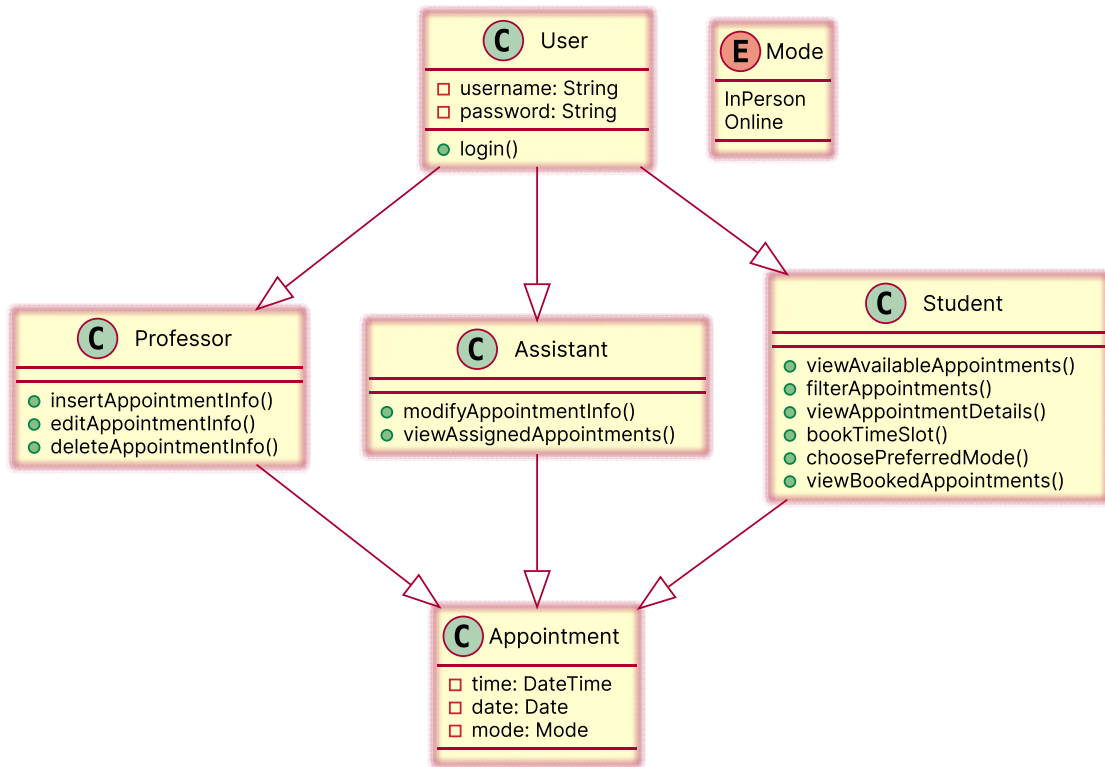 C User
username: String
password: String
login()
E Mode
InPerson
Online
C Professor
insertAppointmentInfo()
editAppointmentInfo()
deleteAppointmentInfo()
C Assistant
modifyAppointmentInfo()
viewAssignedAppointments()
C Student
viewAvailableAppointments()
filterAppointments()
viewAppointmentDetails()
bookTimeSlot()
choosePreferredMode()
viewBookedAppointments()
C Appointment
time: DateTime
date: Date
mode: Mode